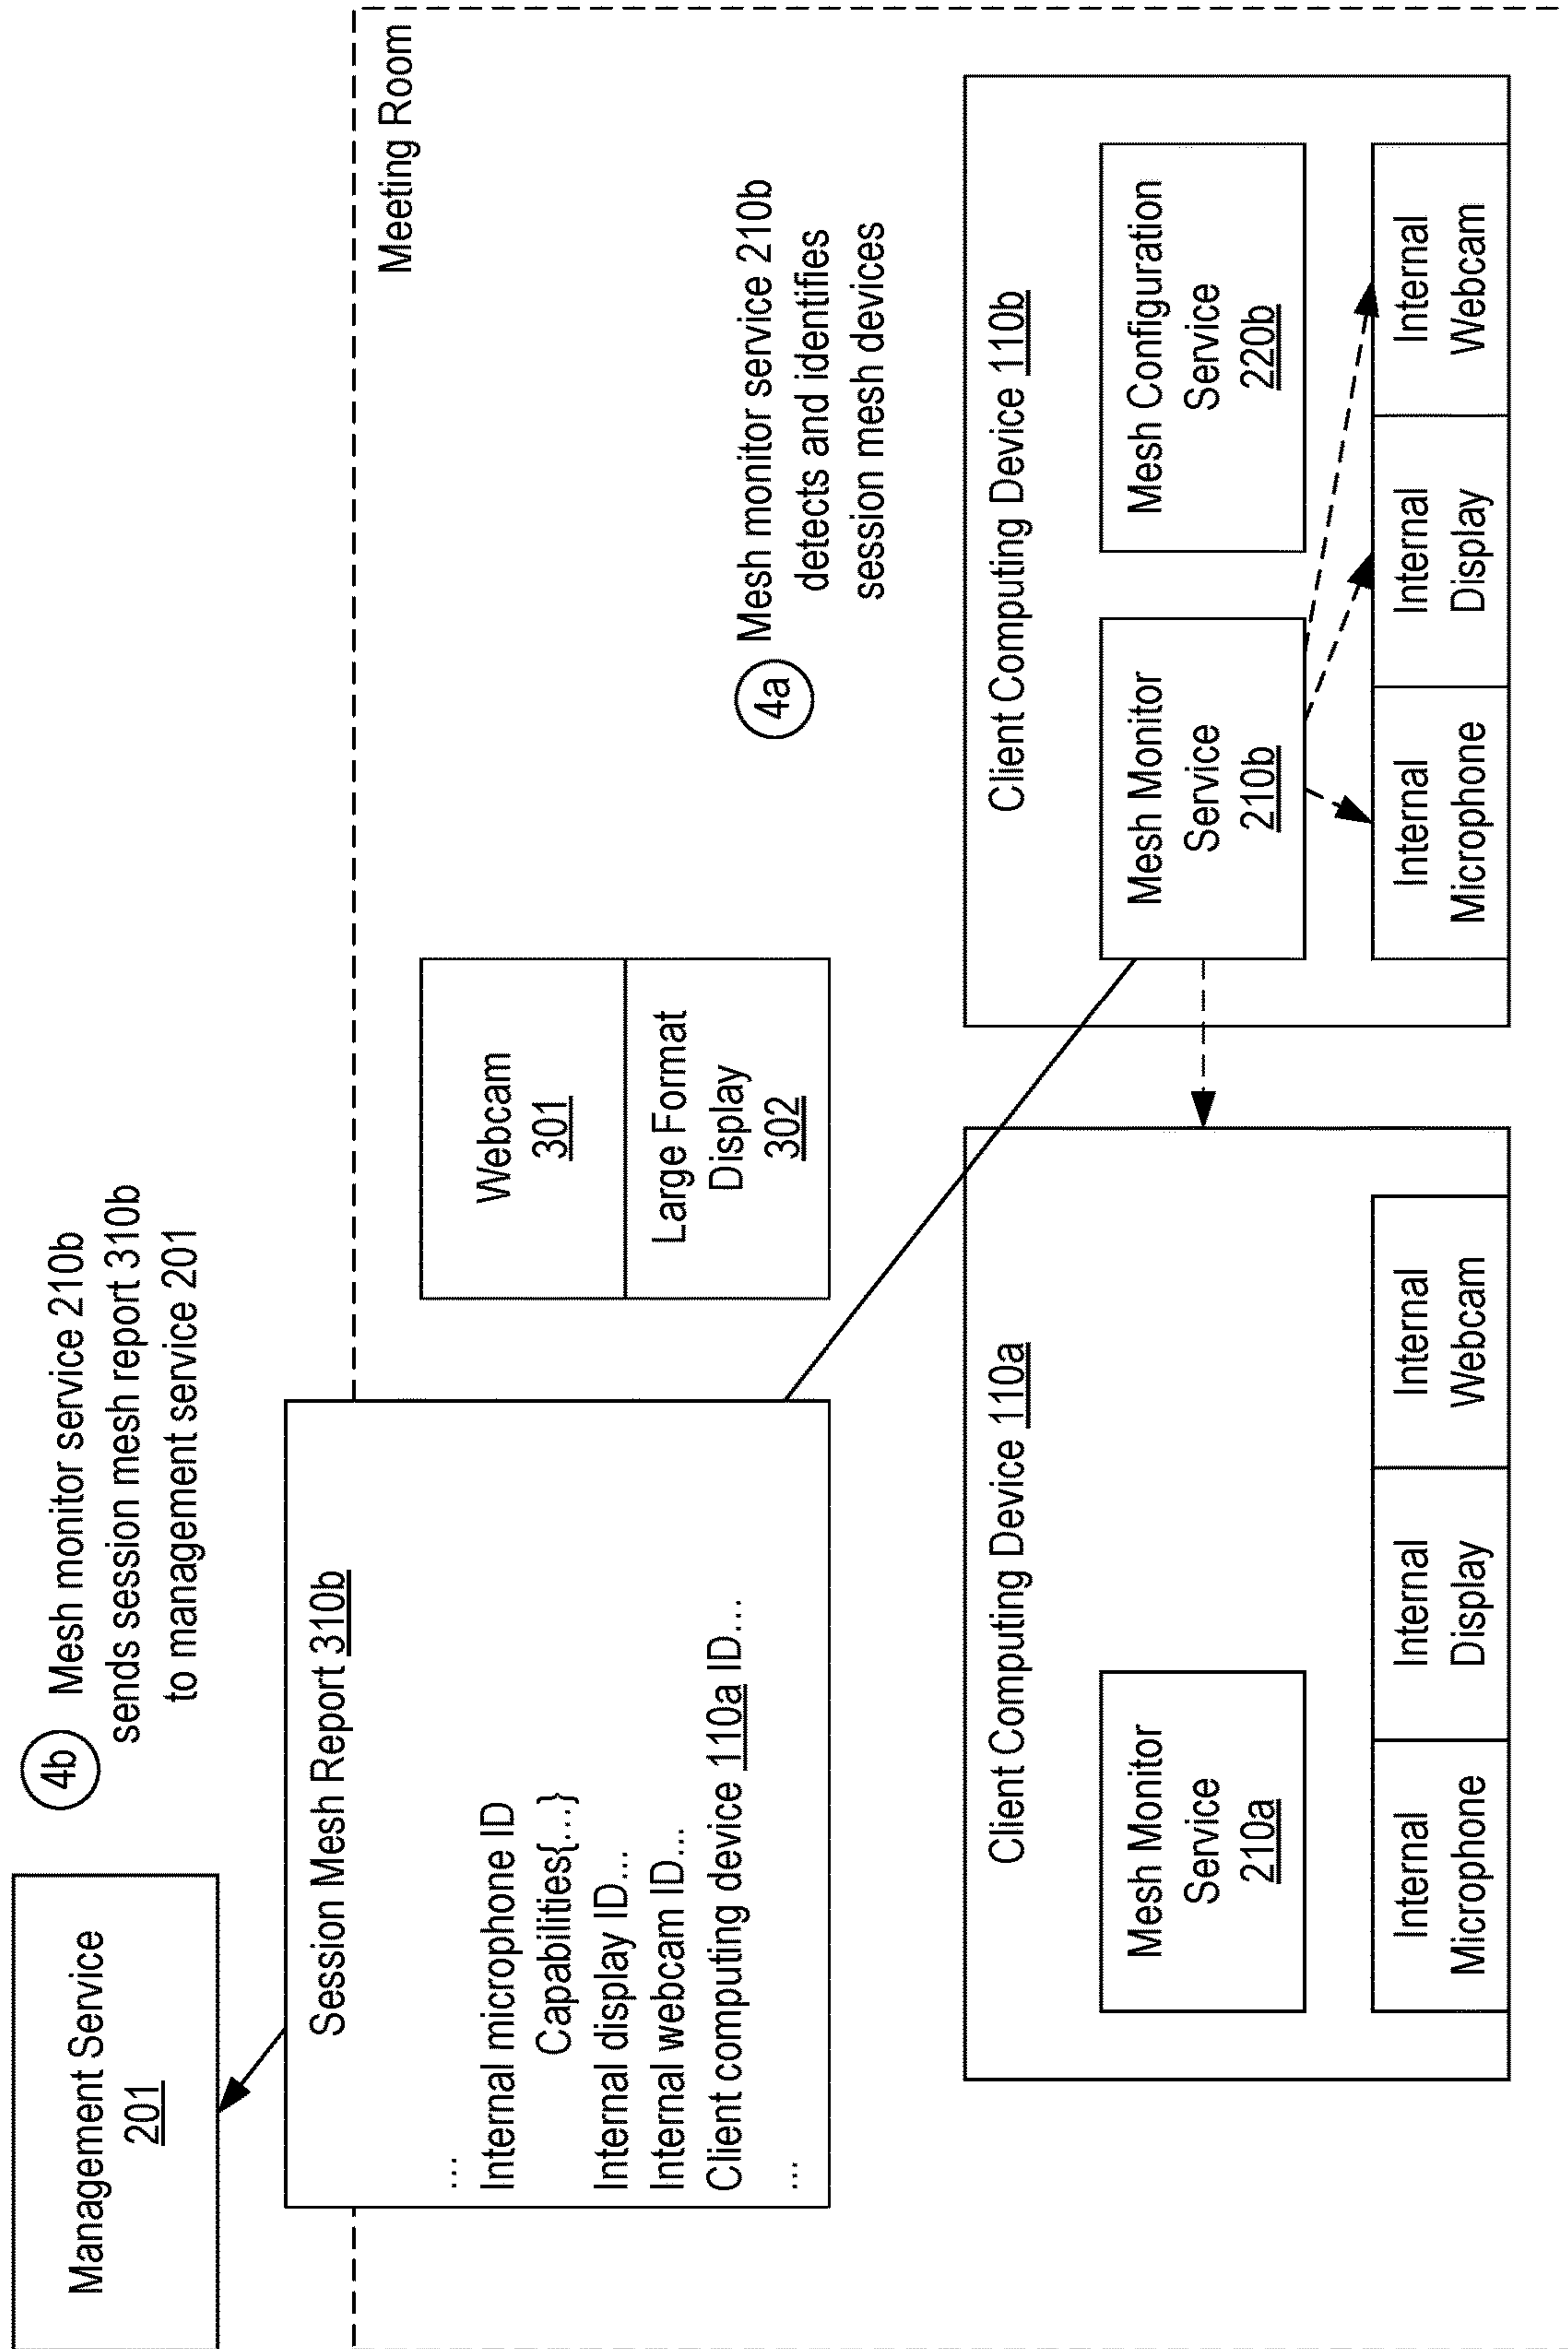 Management Service
201
4b
Mesh monitor service 210b
sends session mesh report 310b
to management service 201
Meeting Room
Session Mesh Report 310b
...
Internal microphone ID
Capabilities{...}
Internal display ID...
Internal webcam ID...
Client computing device 110a ID...
...
Webcam
301
Large Format
Display
302
4a
Mesh monitor service 210b
detects and identifies
session mesh devices
Client Computing Device 110a
Mesh Monitor
Service
210a
Internal
Microphone
Internal
Display
Internal
Webcam
Client Computing Device 110b
Mesh Monitor
Service
210b
Mesh Configuration
Service
220b
Internal
Microphone
Internal
Display
Internal
Webcam